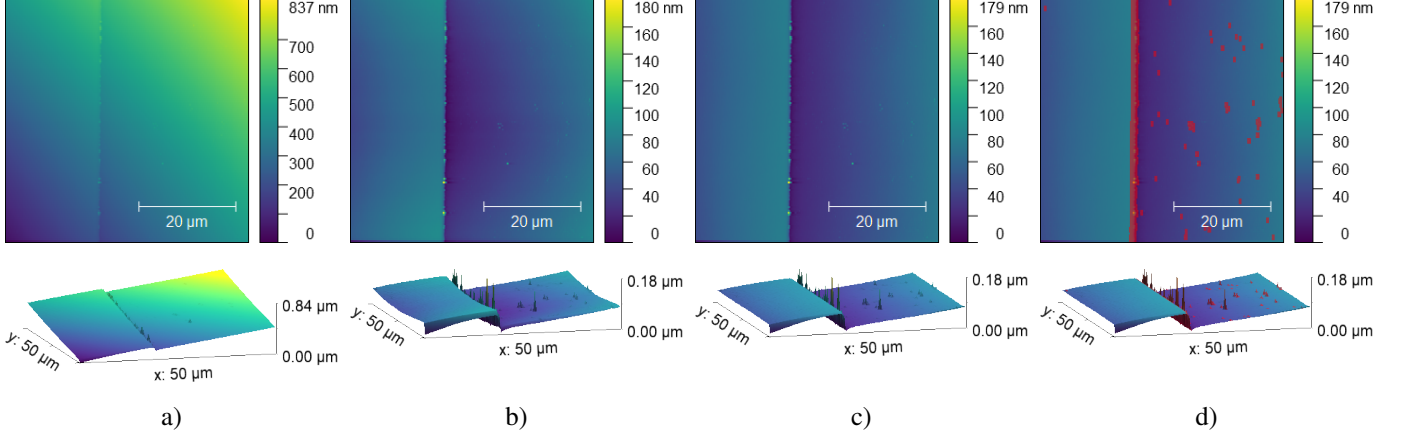 837 nm
700
600
500
400
300
200
0
20 µm
0.84 µm
0.00 µm
y: 50 µm
x: 50 µm
a)
180 nm
160
140
120
100
80
60
40
0
20 µm
0.18 µm
0.00 µm
y: 50 µm
x: 50 µm
b)
179 nm
160
140
120
100
80
60
40
0
20 µm
0.18 µm
0.00 µm
y: 50 µm
x: 50 µm
c)
179 nm
160
140
120
100
80
60
40
0
20 µm
0.18 µm
0.00 µm
y: 50 µm
x: 50 µm
d)